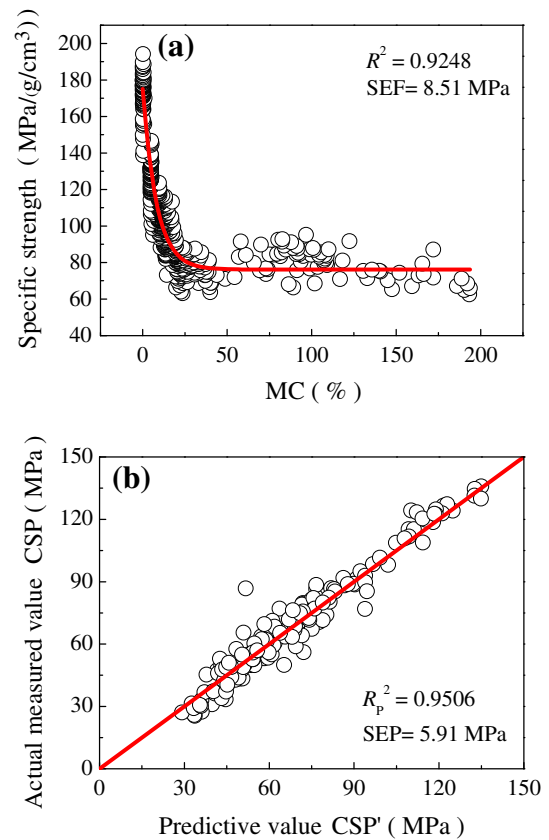 (a)
R² = 0.9248
SEF= 8.51 MPa
Specific strength ( MPa/g/cm³))
200
180
160
140
120
100
80
60
40
0 50 100 150 200
MC ( % )
(b)
R_P² = 0.9506
SEP= 5.91 MPa
Actual measured value CSP ( MPa)
150
120
90
60
30
0
0 30 60 90 120 150
Predictive value CSP' ( MPa)